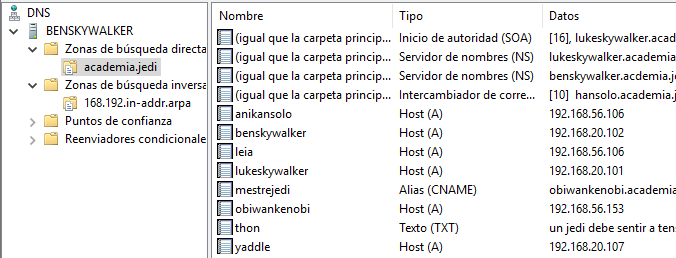 DNS
BENSKYWALKER
Zonas de búsqueda directa
academia.jedi
Zonas de búsqueda inversa
168.192.in-addr.arpa
Puntos de confianza
Reenviadores condicionale
Nombre Tipo Datos
(igual que la carpeta princip... Inicio de autoridad (SOA) [16], lukeskywalker.acad
(igual que la carpeta princip... Servidor de nombres (NS) lukeskywalker.academia
(igual que la carpeta princip... Servidor de nombres (NS) benskywalker.acdemia.j
(igual que la carpeta princip... Intercambiador de corre... [10] hansolo.academia.j
anikansolo Host (A) 192.168.56.106
benskywalker Host (A) 192.168.20.102
leia Host (A) 192.168.56.106
lukeskywalker Host (A) 192.168.20.101
mestrejedi Alias (CNAME) obiwankenobi.academia
obiwankenobi Host (A) 192.168.56.153
thon Texto (TXT) un jedi debe sentir a tens
yaddle Host (A) 192.168.20.107